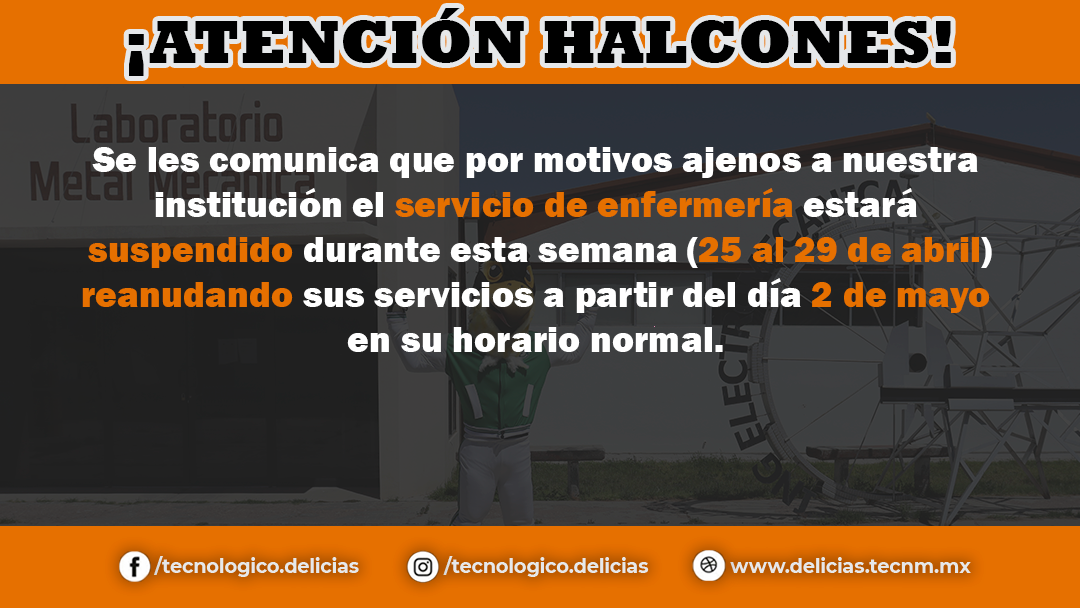 ¡ATENCIÓN HALCONES!
Laboratorio
Metal Mecánica
Se les comunica que por motivos ajenos a nuestra
institución el servicio de enfermería estará
suspendido durante esta semana (25 al 29 de abril)
reanudando sus servicios a partir del día 2 de mayo
en su horario normal.
/tecnologico.delicias
/tecnologico.delicias
www.delicias.tecnm.mx